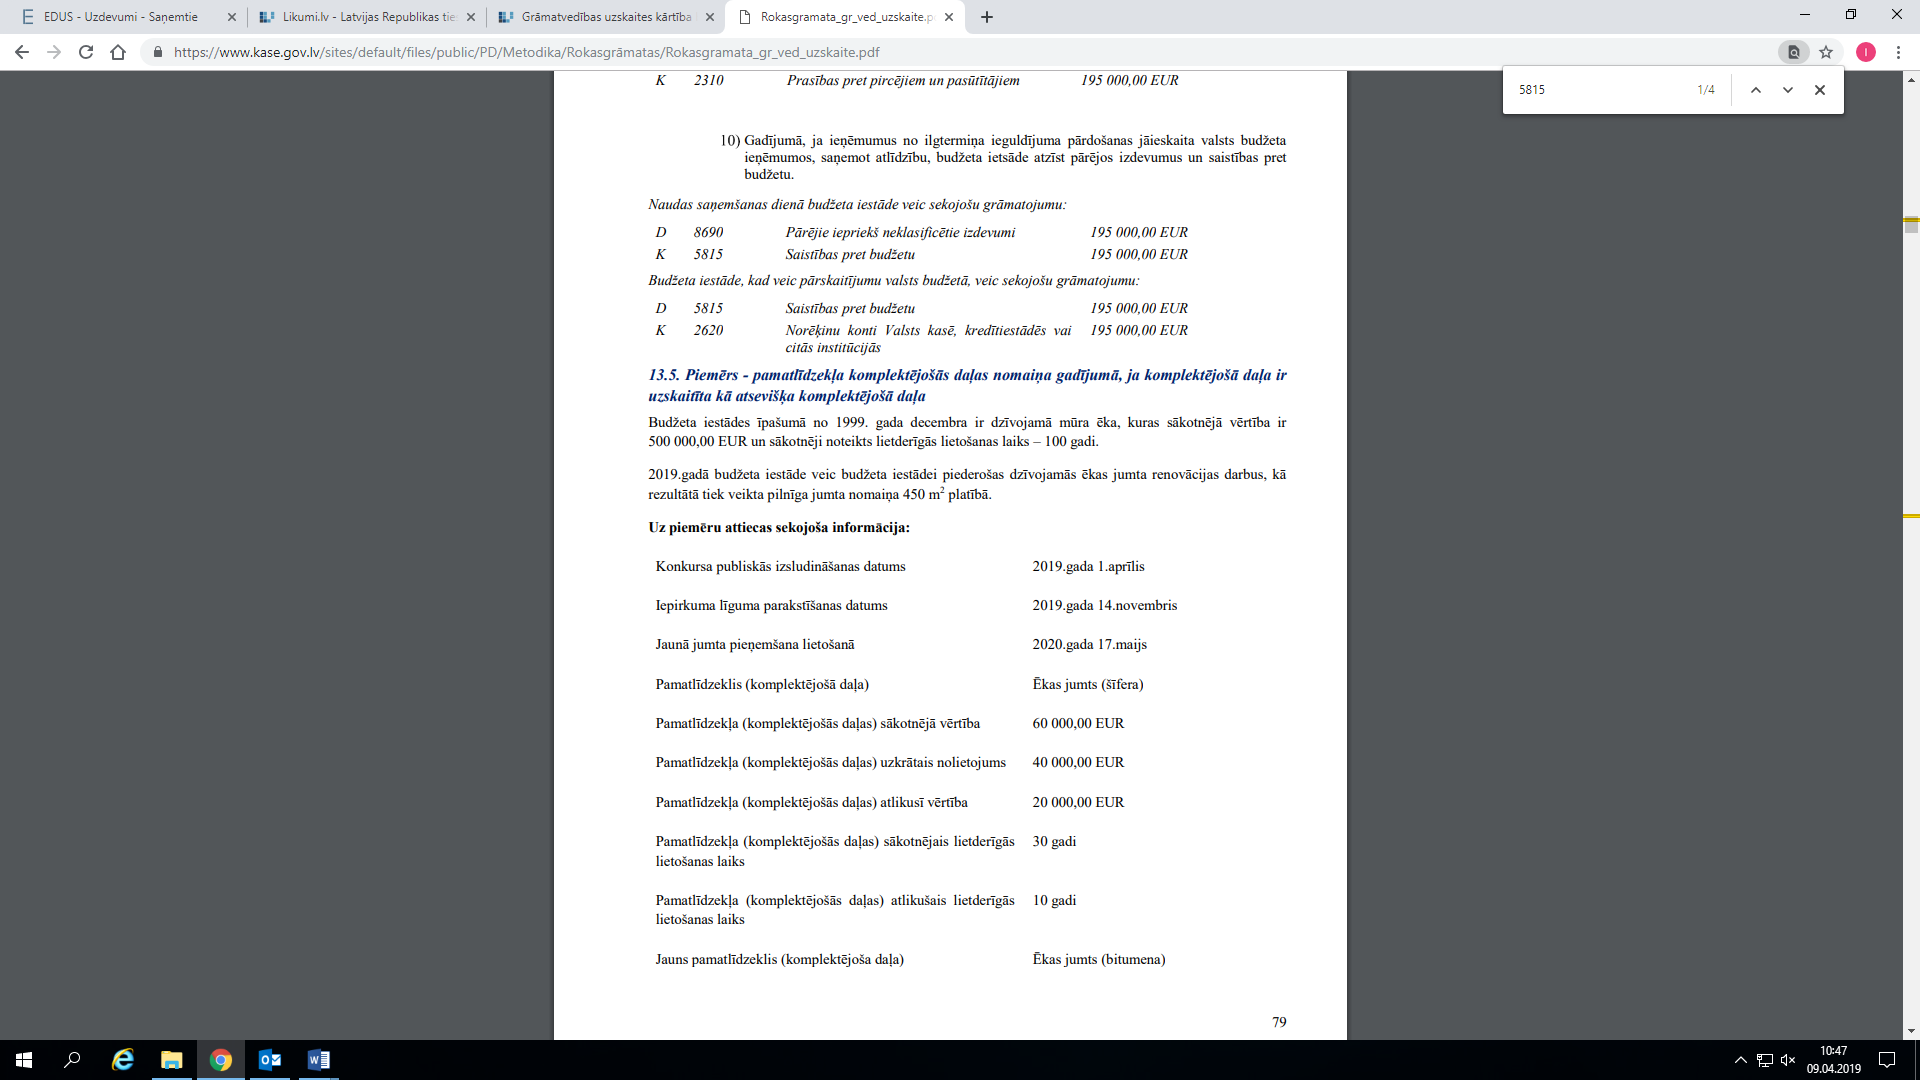 EDUS - Uzdevumi - Saņemtie
Likumi.lv - Latvijas Republikas ties
Grāmatvedības uzskaites kārtība
Rokasgramata_gr_ved_uzskaite.p
https://www.kase.gov.lv/sites/default/files/public/PD/Metodika/Rokasgrāmatas/Rokasgramata_gr_ved_uzskaite.pdf
I
5815 1/4
K 2310 Prasības pret pircējiem un pasūtītājiem 195 000,00 EUR
10) Gadījumā, ja ieņēmumus no ilgtermiņa ieguldījuma pārdošanas jāieskaita valsts budžeta
ieņēmumos, saņemot atlīdzību, budžeta ietsāde atzīst pārējos izdevumus un saistības pret
budžetu.
Naudas saņemšanas dienā budžeta iestāde veic sekojošu grāmatojumu:
D 8690 Pārējie iepriekš neklasificētie izdevumi 195 000,00 EUR
K 5815 Saistības pret budžetu 195 000,00 EUR
Budžeta iestāde, kad veic pārskaitījumu valsts budžetā, veic sekojošu grāmatojumu:
D 5815 Saistības pret budžetu 195 000,00 EUR
K 2620 Norēķinu konti Valsts kasē, kredītiestādēs vai 195 000,00 EUR
citās institūcijās
13.5. Piemērs - pamatlīdzekļa komplektējošās daļas nomaiņa gadījumā, ja komplektējošā daļa ir
uzskaitīta kā atsevišķa komplektējošā daļa
Budžeta iestādes īpašumā no 1999. gada decembra ir dzīvojamā mūra ēka, kuras sākotnējā vērtība ir
500 000,00 EUR un sākotnēji noteikts lietderīgās lietošanas laiks – 100 gadi.
2019.gadā budžeta iestāde veic budžeta iestādei piederošas dzīvojamās ēkas jumta renovācijas darbus, kā
rezultātā tiek veikta pilnīga jumta nomaiņa 450 m² platībā.
Uz piemēru attiecas sekojoša informācija:
Konkursa publiskās izsludināšanas datums 2019.gada 1.aprīlis
Iepirkuma līguma parakstīšanas datums 2019.gada 14.novembris
Jaunā jumta pieņemšana lietošanā 2020.gada 17.maijs
Pamatlīdzeklis (komplektējošā daļa) Ēkas jumts (šīfera)
Pamatlīdzekļa (komplektējošās daļas) sākotnējā vērtība 60 000,00 EUR
Pamatlīdzekļa (komplektējošās daļas) uzkrātais nolietojums 40 000,00 EUR
Pamatlīdzekļa (komplektējošās daļas) atlikusī vērtība 20 000,00 EUR
Pamatlīdzekļa (komplektējošās daļas) sākotnējais lietderīgās 30 gadi
lietošanas laiks
Pamatlīdzekļa (komplektējošās daļas) atlikušais lietderīgās 10 gadi
lietošanas laiks
Jauns pamatlīdzeklis (komplektējoša daļa) Ēkas jumts (bitumena)
79
10:47
09.04.2019